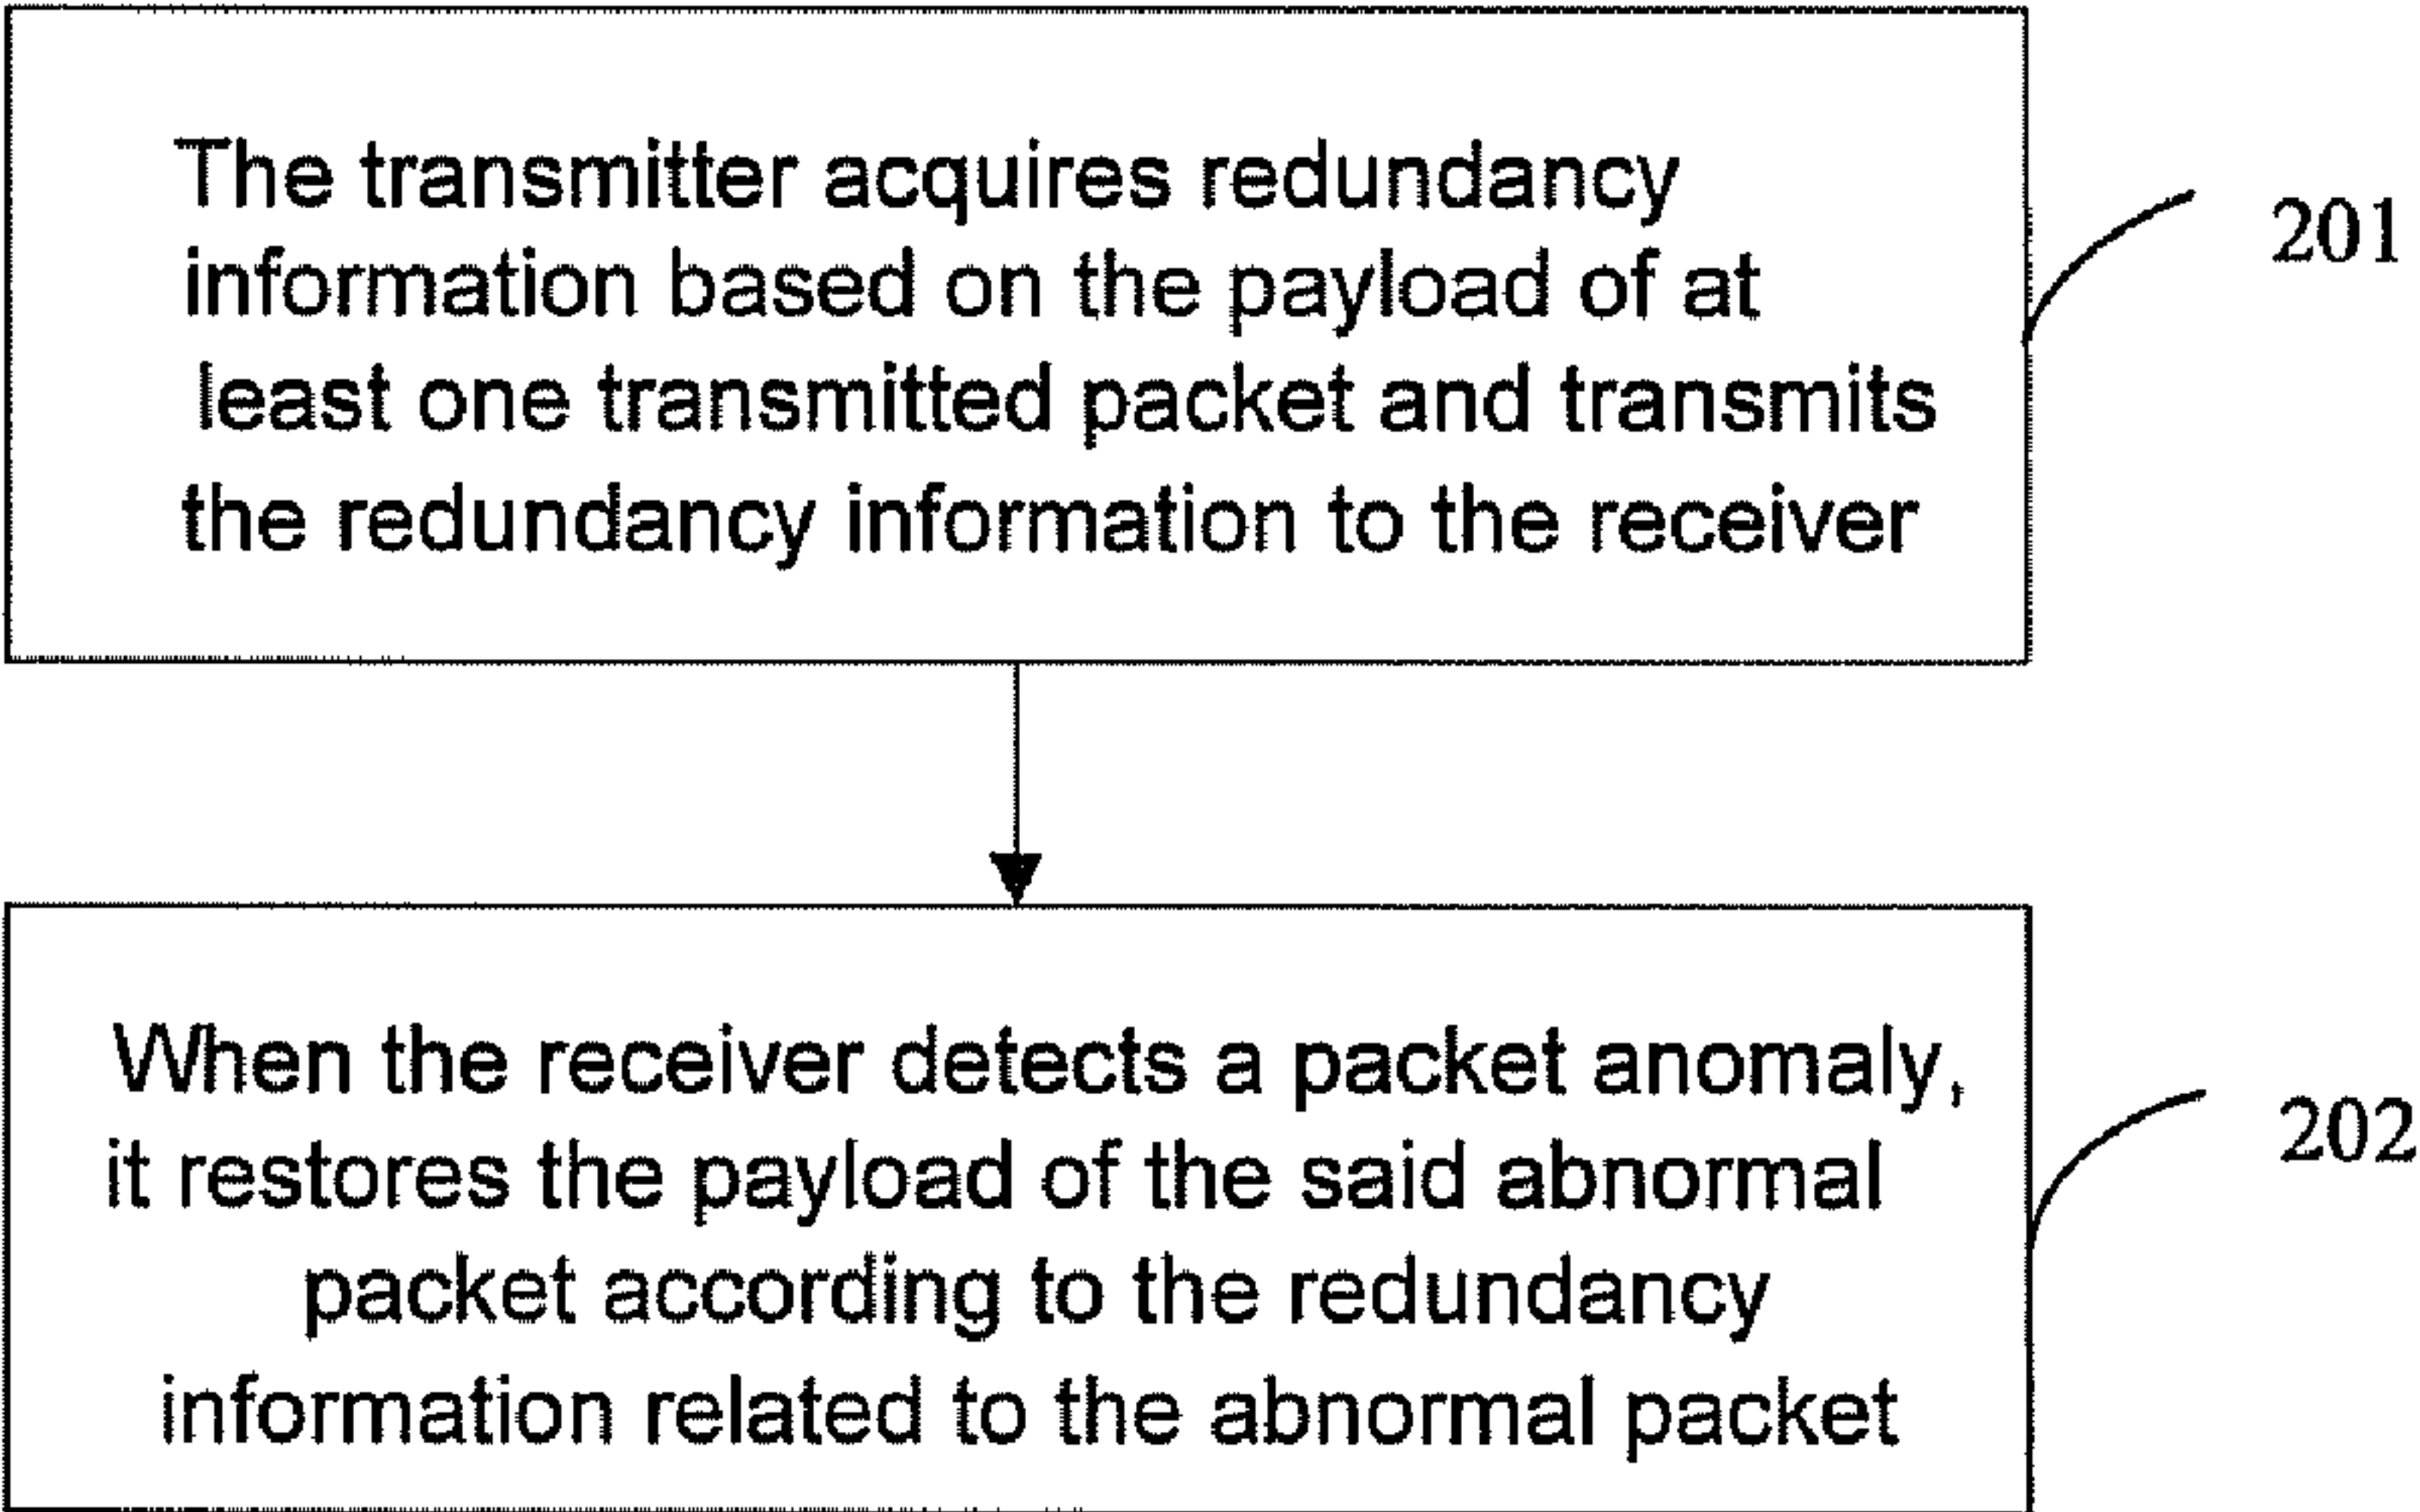 The transmitter acquires redundancy
information based on the payload of at
least one transmitted packet and transmits
the redundancy information to the receiver
201
When the receiver detects a packet anomaly,
it restores the payload of the said abnormal
packet according to the redundancy
information related to the abnormal packet
202